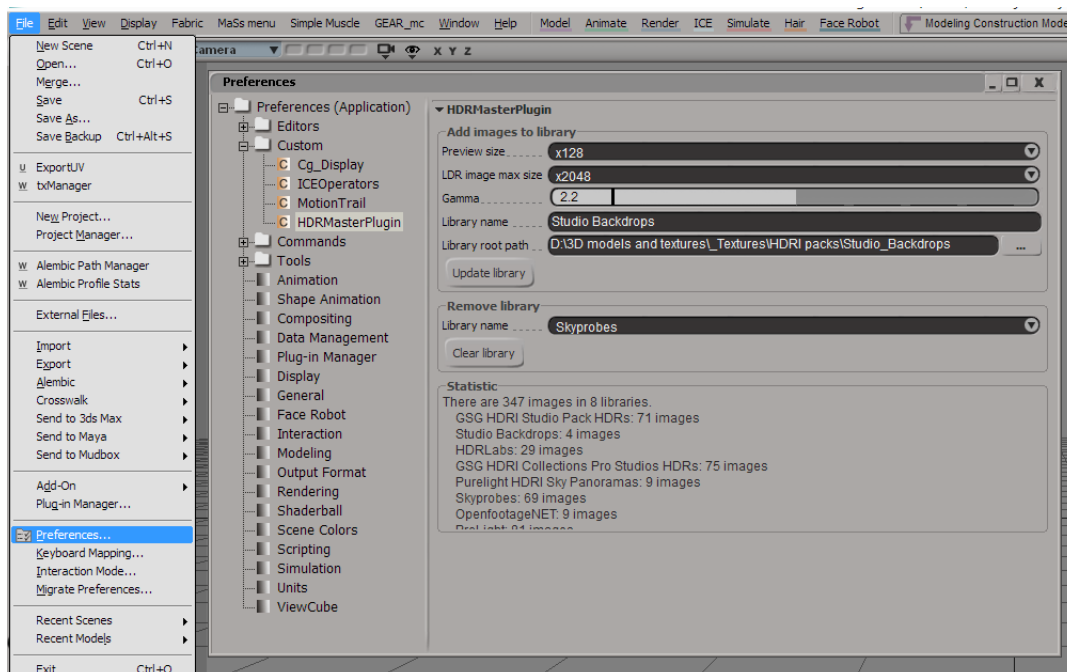 File Edit View Display Fabric MaSs menu Simple Muscle GEAR_mc Window Help Model Animate Render ICE Simulate Hair Face Robot Modeling Construction Mode
New Scene Ctrl+N
Open... Ctrl+O
Merge...
Save Ctrl+S
Save As...
Save Backup Ctrl+Alt+S
U ExportUV
W txManager
New Project...
Project Manager...
W Alembic Path Manager
W Alembic Profile Stats
External Files...
Import
Export
Alembic
Crosswalk
Send to 3ds Max
Send to Maya
Send to Mudbox
Add-On
Plug-in Manager...
Preferences...
Keyboard Mapping...
Interaction Mode...
Migrate Preferences...
Recent Scenes
Recent Models
Exit Ctrl+Q
amera X Y Z
Preferences
Preferences (Application)
Editors
Custom
C Cg_Display
C ICEOperators
C MotionTrail
C HDRMasterPlugin
Commands
Tools
Animation
Shape Animation
Compositing
Data Management
Plug-in Manager
Display
General
Face Robot
Interaction
Modeling
Output Format
Rendering
Shaderball
Scene Colors
Scripting
Simulation
Units
ViewCube
HDRMasterPlugin
Add images to library
Preview size x128
LDR image max size x2048
Gamma 2.2
Library name Studio Backdrops
Library root path D:\3D models and textures\_Textures\HDRI packs\Studio_Backdrops ...
Update library
Remove library
Library name Skyprobes
Clear library
Statistic
There are 347 images in 8 libraries.
GSG HDRI Studio Pack HDRs: 71 images
Studio Backdrops: 4 images
HDRLabs: 29 images
GSG HDRI Collections Pro Studios HDRs: 75 images
Purelight HDRI Sky Panoramas: 9 images
Skyprobes: 69 images
OpenfootageNET: 9 images
ProLight: 81 images